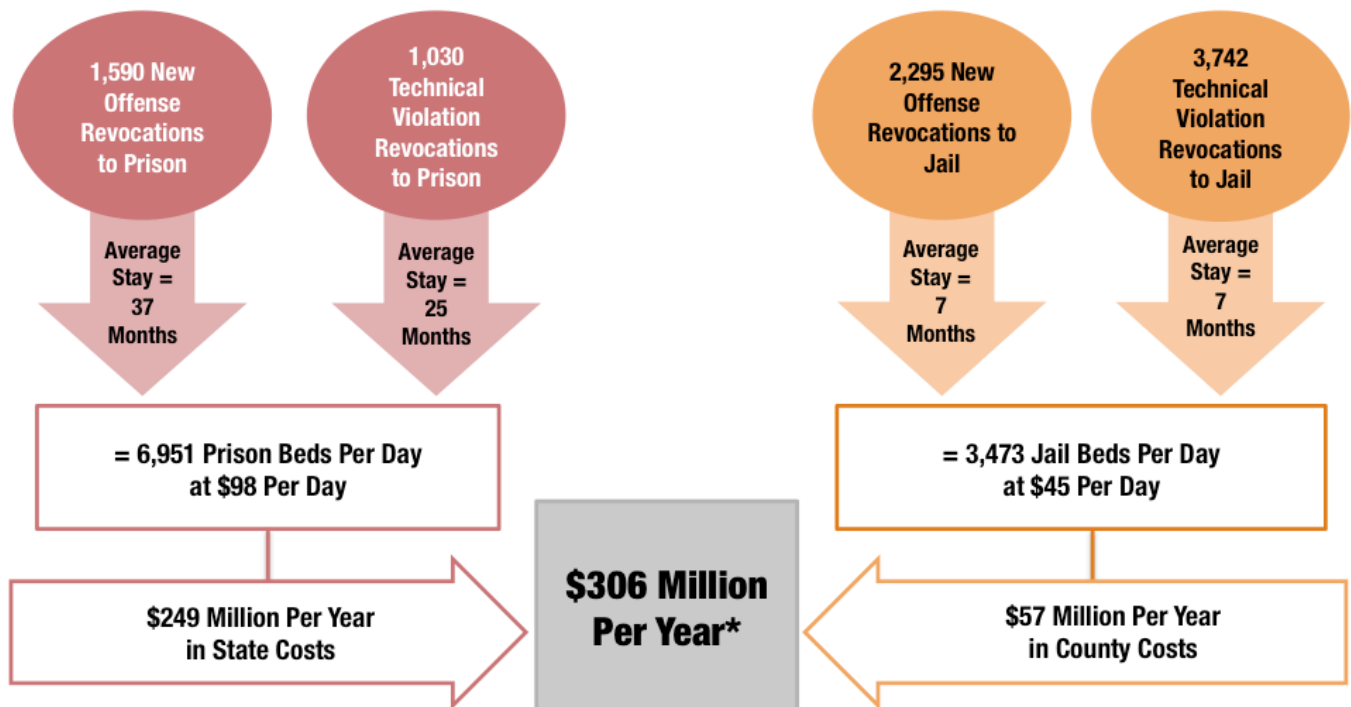 1,590 New
Offense
Revocations
to Prison
1,030
Technical
Violation
Revocations
to Prison
2,295 New
Offense
Revocations to
Jail
3,742
Technical
Violation
Revocations
to Jail
Average
Stay =
37
Months
Average
Stay =
25
Months
Average
Stay =
7
Months
Average
Stay =
7
Months
= 6,951 Prison Beds Per Day
at $98 Per Day
= 3,473 Jail Beds Per Day
at $45 Per Day
$249 Million Per Year
in State Costs
$306 Million
Per Year*
$57 Million Per Year
in County Costs